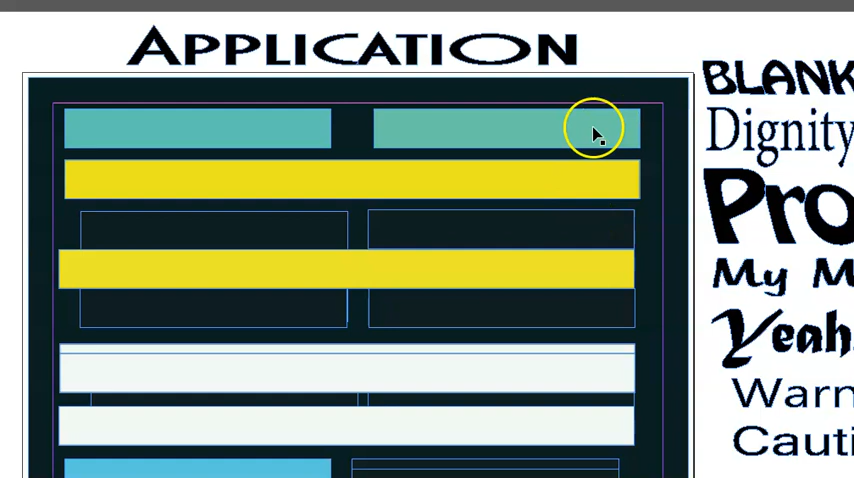 APPLICATION
BLANK
Dignity
Pro
My M
Yeah
Warn
Cauti